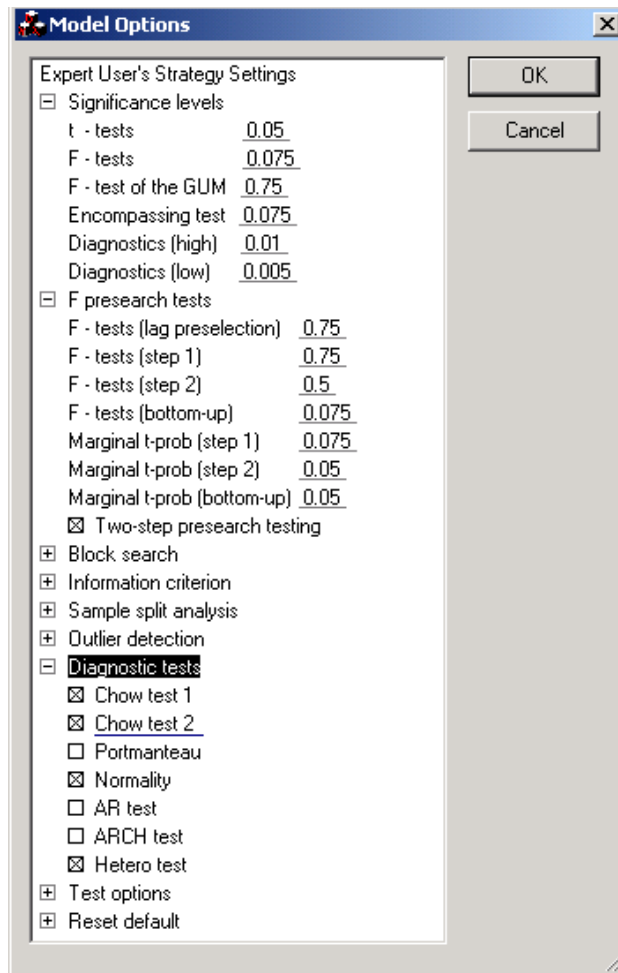 Model Options
Expert User's Strategy Settings
Significance levels
t - tests 0.05
F - tests 0.075
F - test of the GUM 0.75
Encompassing test 0.075
Diagnostics (high) 0.01
Diagnostics (low) 0.005
F presearch tests
F - tests (lag preselection) 0.75
F - tests (step 1) 0.75
F - tests (step 2) 0.5
F - tests (bottom-up) 0.075
Marginal t-prob (step 1) 0.075
Marginal t-prob (step 2) 0.05
Marginal t-prob (bottom-up) 0.05
Two-step presearch testing
Block search
Information criterion
Sample split analysis
Outlier detection
Diagnostic tests
Chow test 1
Chow test 2
Portmanteau
Normality
AR test
ARCH test
Hetero test
Test options
Reset default
OK
Cancel